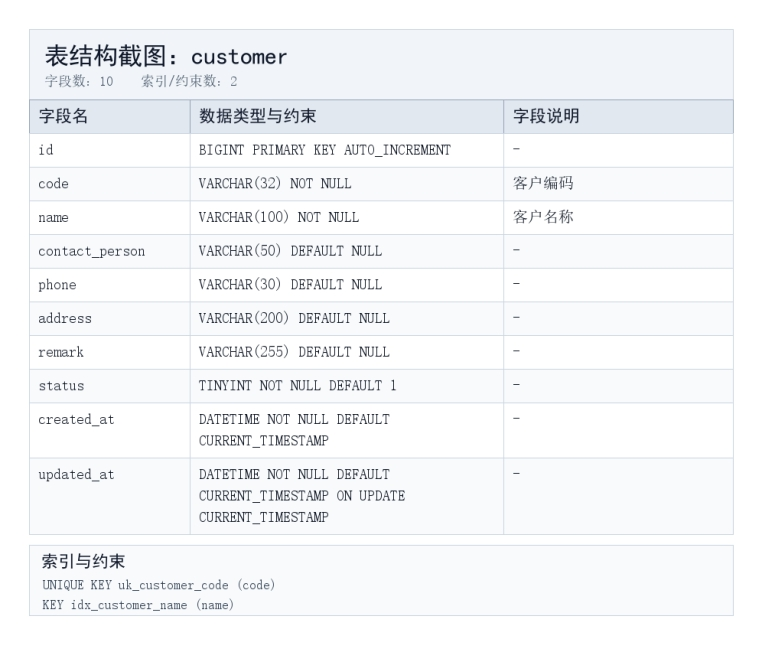 表结构截图：customer
字段数：10 索引/约束数：2
字段名 数据类型与约束 字段说明
id BIGINT PRIMARY KEY AUTO_INCREMENT -
code VARCHAR(32) NOT NULL 客户编码
name VARCHAR(100) NOT NULL 客户名称
contact_person VARCHAR(50) DEFAULT NULL -
phone VARCHAR(30) DEFAULT NULL -
address VARCHAR(200) DEFAULT NULL -
remark VARCHAR(255) DEFAULT NULL -
status TINYINT NOT NULL DEFAULT 1 -
created_at DATETIME NOT NULL DEFAULT -
CURRENT_TIMESTAMP
updated_at DATETIME NOT NULL DEFAULT -
CURRENT_TIMESTAMP ON UPDATE
CURRENT_TIMESTAMP
索引与约束
UNIQUE KEY uk_customer_code (code)
KEY idx_customer_name (name)